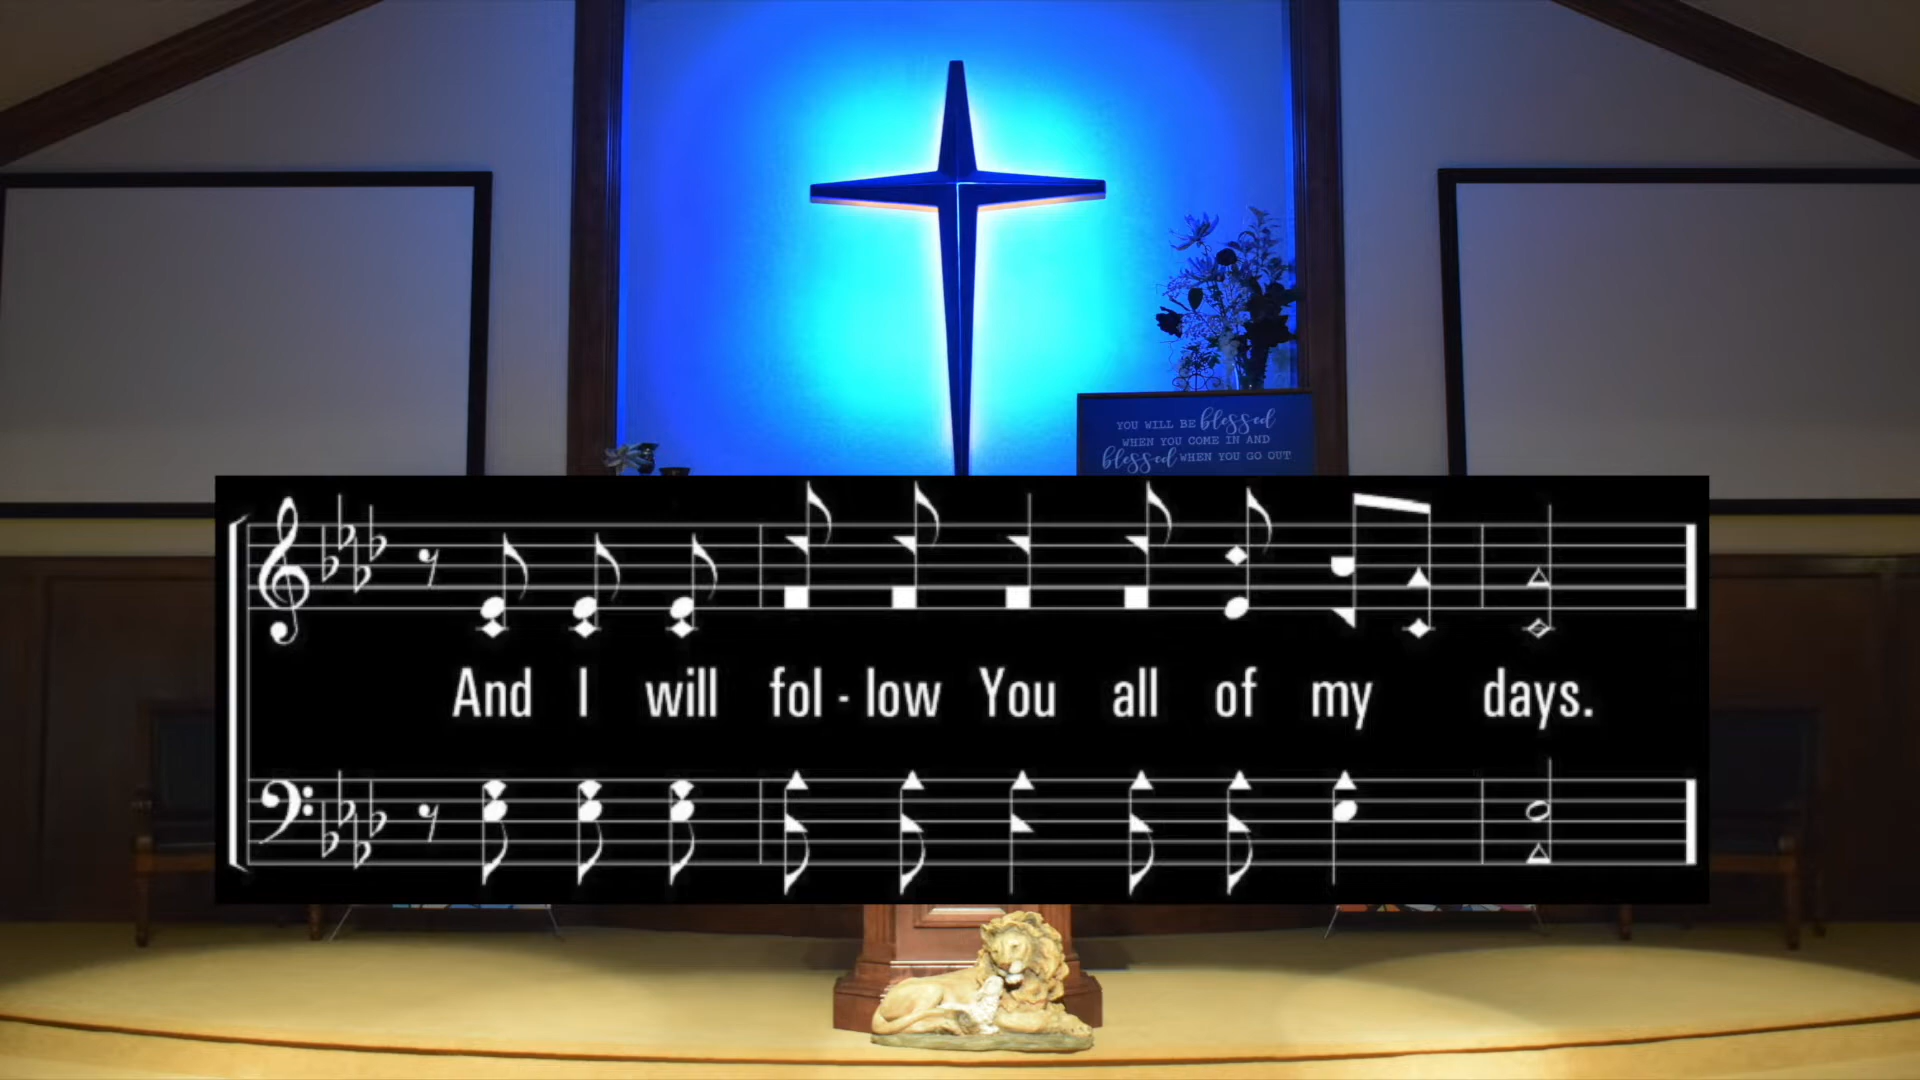 YOU WILL BE blessed
WHEN YOU COME IN AND
blessed WHEN YOU GO OUT
And I will fol - low You all of my days.